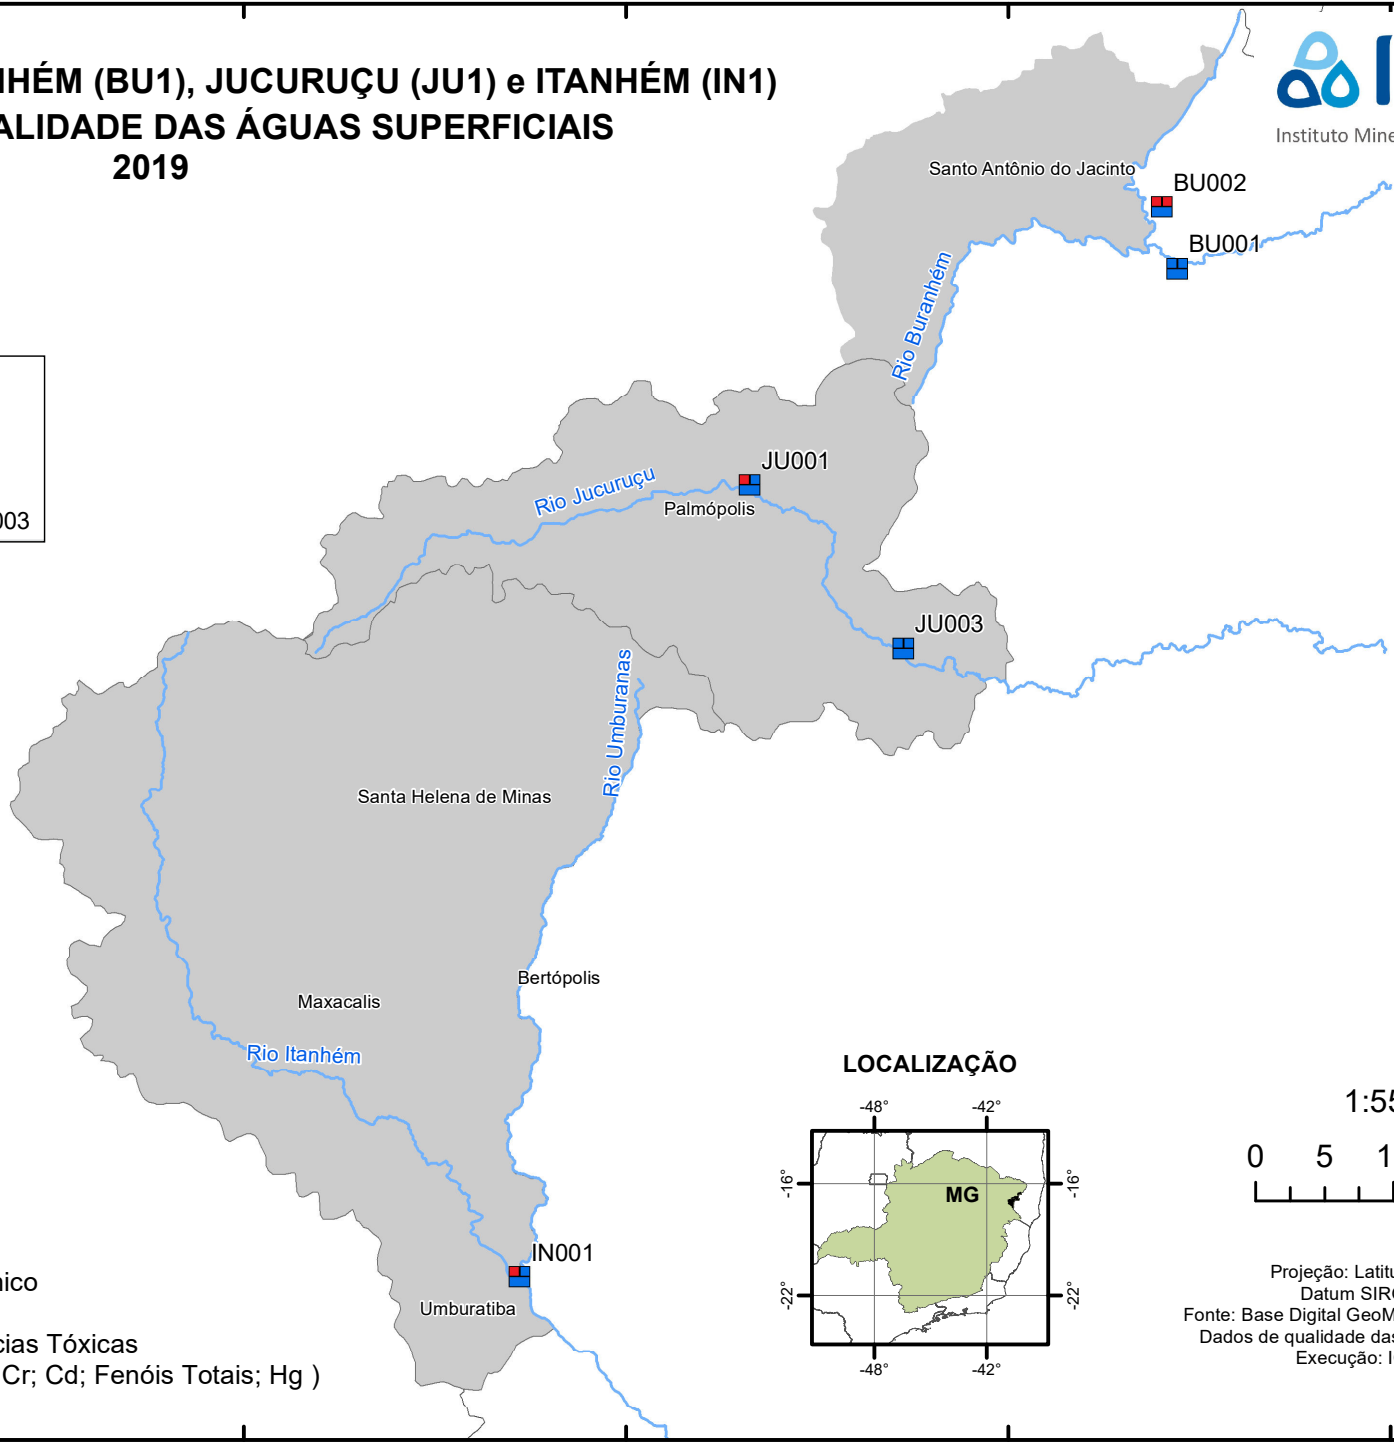 NHÉM (BU1), JUCURUÇU (JU1) e ITANHÉM (IN1)
ALIDADE DAS ÁGUAS SUPERFICIAIS
2019
Instituto Mine
Santo Antônio do Jacinto
BU002
BU001
Rio Buranhém
003
JU001
Rio Jucuruçu
Palmópolis
JU003
Rio Umburanas
Santa Helena de Minas
Bertópolis
Maxacalis
Rio Itanhém
IN001
Umburatiba
nico
cias Tóxicas
Cr; Cd; Fenóis Totais; Hg )
LOCALIZAÇÃO
-48° -42°
-16° -16°
MG
-22° -22°
-48° -42°
1:55
0 5 1
Projeção: Latitu
Datum SIRG
Fonte: Base Digital GeoM
Dados de qualidade das
Execução: I